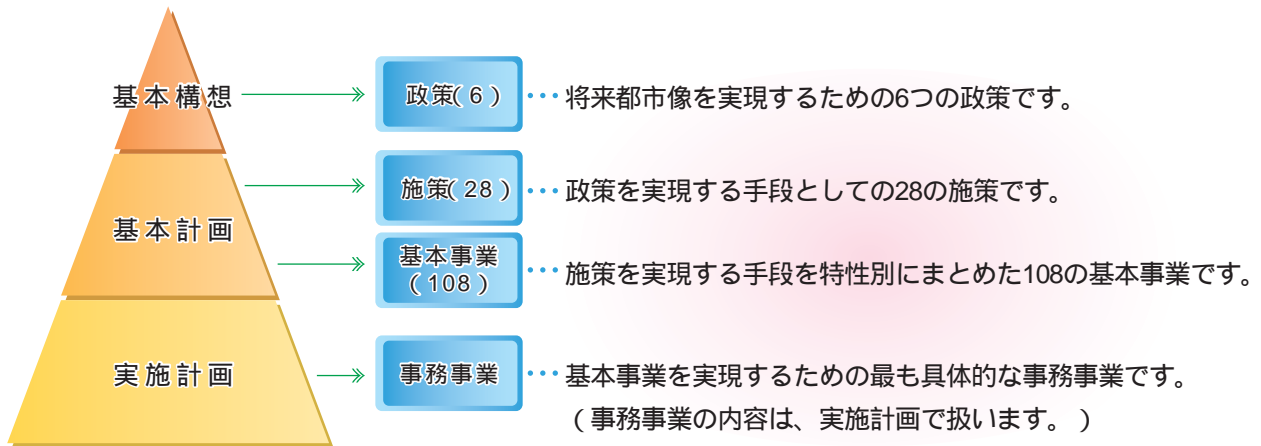 基本構想
政策(6)
…将来都市像を実現するための6つの政策です。
基本計画
施策(28)
…政策を実現する手段としての28の施策です。
基本事業
(108)
…施策を実現する手段を特性別にまとめた108の基本事業です。
実施計画
事務事業
…基本事業を実現するための最も具体的な事務事業です。
(事務事業の内容は、実施計画で扱います。)